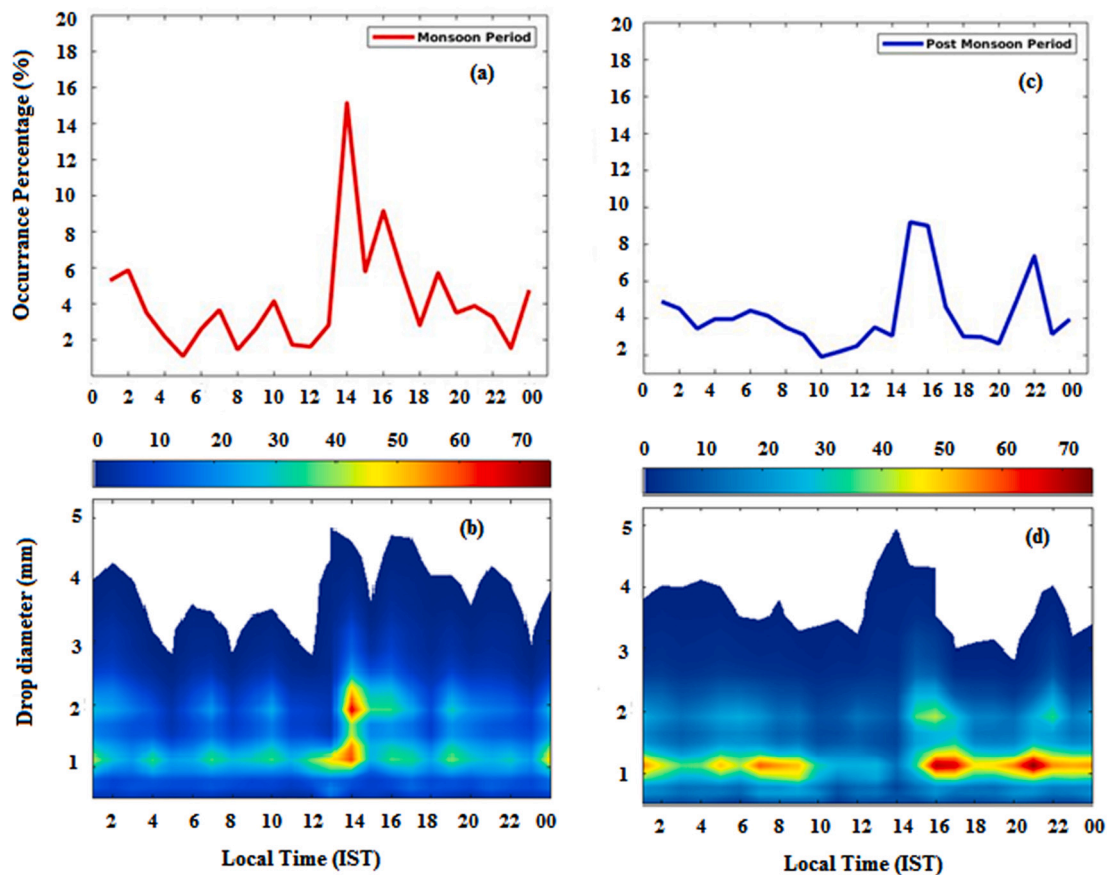 Occurrance Percentage (%)
20
18
16
14
12
10
8
6
4
2
Monsoon Period
(a)
0 2 4 6 8 10 12 14 16 18 20 22 00
20
18
16
14
12
10
8
6
4
2
Post Monsoon Period
(c)
0 2 4 6 8 10 12 14 16 18 20 22 00
0 10 20 30 40 50 60 70
0 10 20 30 40 50 60 70
Drop diameter (mm)
5
4
3
2
1
(b)
2 4 6 8 10 12 14 16 18 20 22 00
Local Time (IST)
5
4
3
2
1
(d)
2 4 6 8 10 12 14 16 18 20 22 00
Local Time (IST)